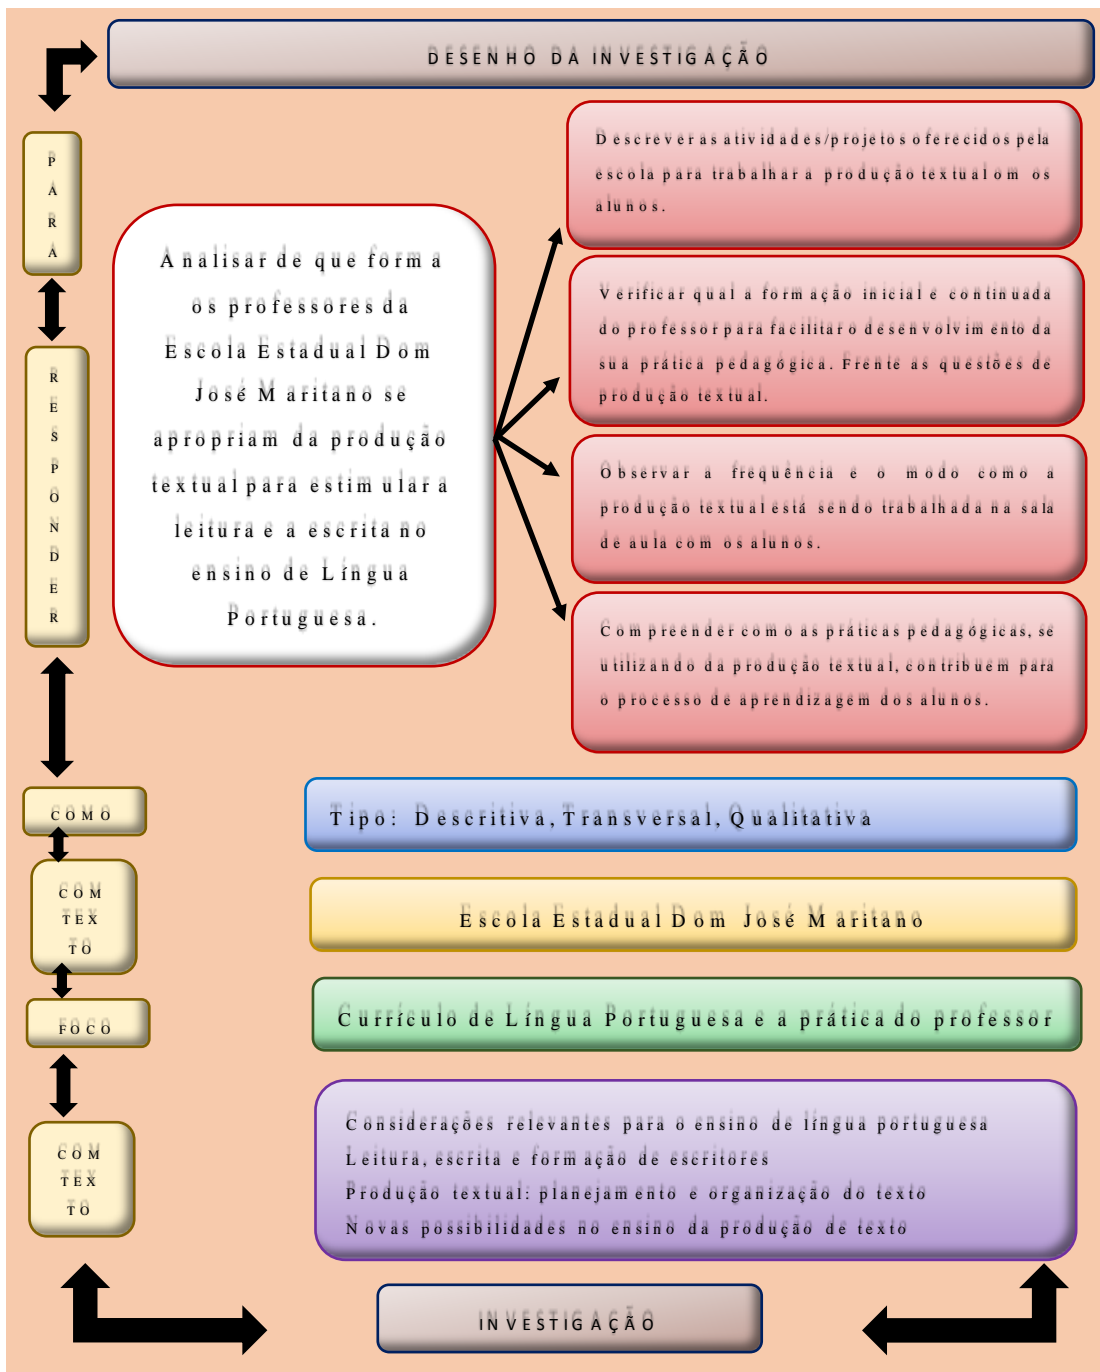 DESENHO DA INVESTIGAÇÃO
P
A
R
A
R
E
S
P
O
N
D
E
R
Analisar de que forma
os professores da
Escola Estadual Dom
José Maritano se
apropriam da produção
textual para estimular a
leitura e a escrita no
ensino de Língua
Portuguesa.
Descrever as atividades/projetos oferecidos pela
escola para trabalhar a produção textual om os
alunos.
Verificar qual a formação inicial e continuada
do professor para facilitar o desenvolvimento da
sua prática pedagógica. Frente as questões de
produção textual.
Observar a frequência e o modo como a
produção textual está sendo trabalhada na sala
de aula com os alunos.
Compreender como as práticas pedagógicas, se
utilizando da produção textual, contribuem para
o processo de aprendizagem dos alunos.
COMO
Tipo: Descritiva, Transversal, Qualitativa
COM
TEX
TO
Escola Estadual Dom José Maritano
FOCO
Currículo de Língua Portuguesa e a prática do professor
COM
TEX
TO
Considerações relevantes para o ensino de língua portuguesa
Leitura, escrita e formação de escritores
Produção textual: planejamento e organização do texto
Novas possibilidades no ensino da produção de texto
INVESTIGAÇÃO